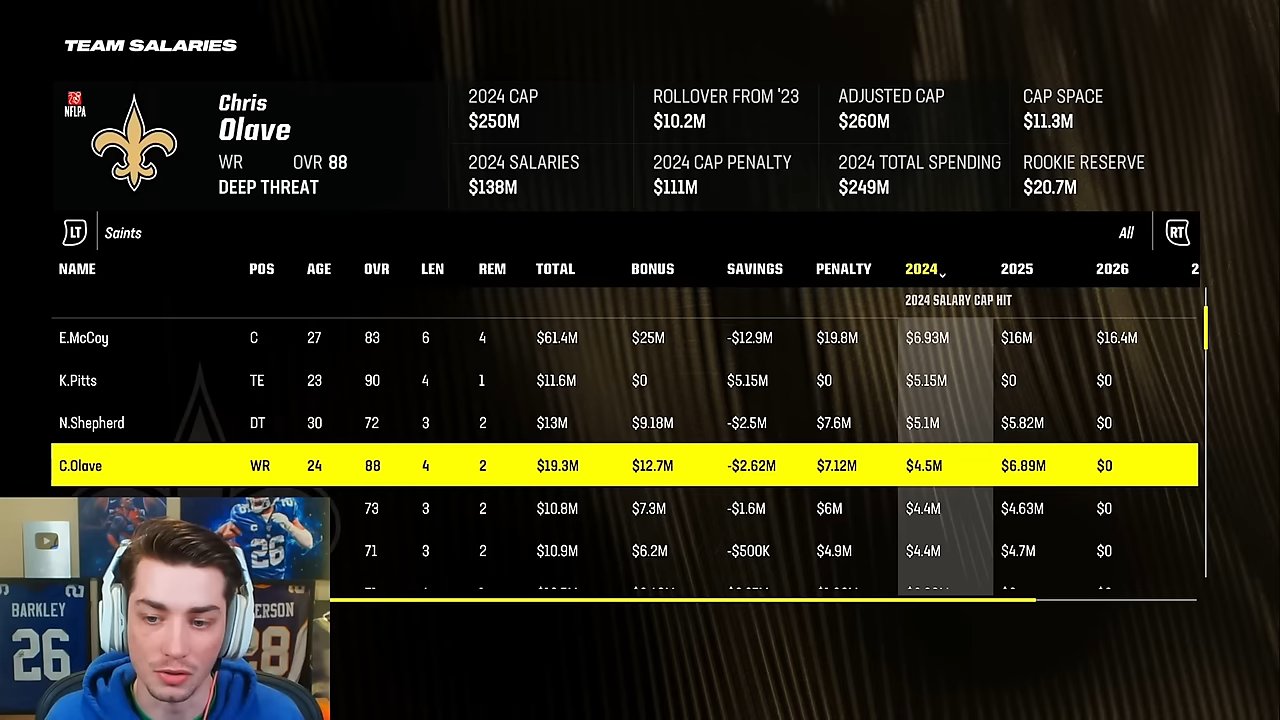 TEAM SALARIES
NFLPA
Chris
Olave
WR OVR 88
DEEP THREAT
2024 CAP
$250M
ROLLOVER FROM '23
$10.2M
ADJUSTED CAP
$260M
CAP SPACE
$11.3M
2024 SALARIES
$138M
2024 CAP PENALTY
$111M
2024 TOTAL SPENDING
$249M
ROOKIE RESERVE
$20.7M
LT Saints All RT
NAME POS AGE OVR LEN REM TOTAL BONUS SAVINGS PENALTY 2024 2025 2026 2
2024 SALARY CAP HIT
E.McCoy C 27 83 6 4 $61.4M $25M -$12.9M $19.8M $6.93M $16M $16.4M
K.Pitts TE 23 90 4 1 $11.6M $0 $5.15M $0 $5.15M $0 $0
N.Shepherd DT 30 72 3 2 $13M $9.18M -$2.5M $7.6M $5.1M $5.82M $0
C.Olave WR 24 88 4 2 $19.3M $12.7M -$2.62M $7.12M $4.5M $6.89M $0
73 3 2 $10.8M $7.3M -$1.6M $6M $4.4M $4.63M $0
71 3 2 $10.9M $6.2M -$500K $4.9M $4.4M $4.7M $0
26
BARKLEY
26
ERSON
28